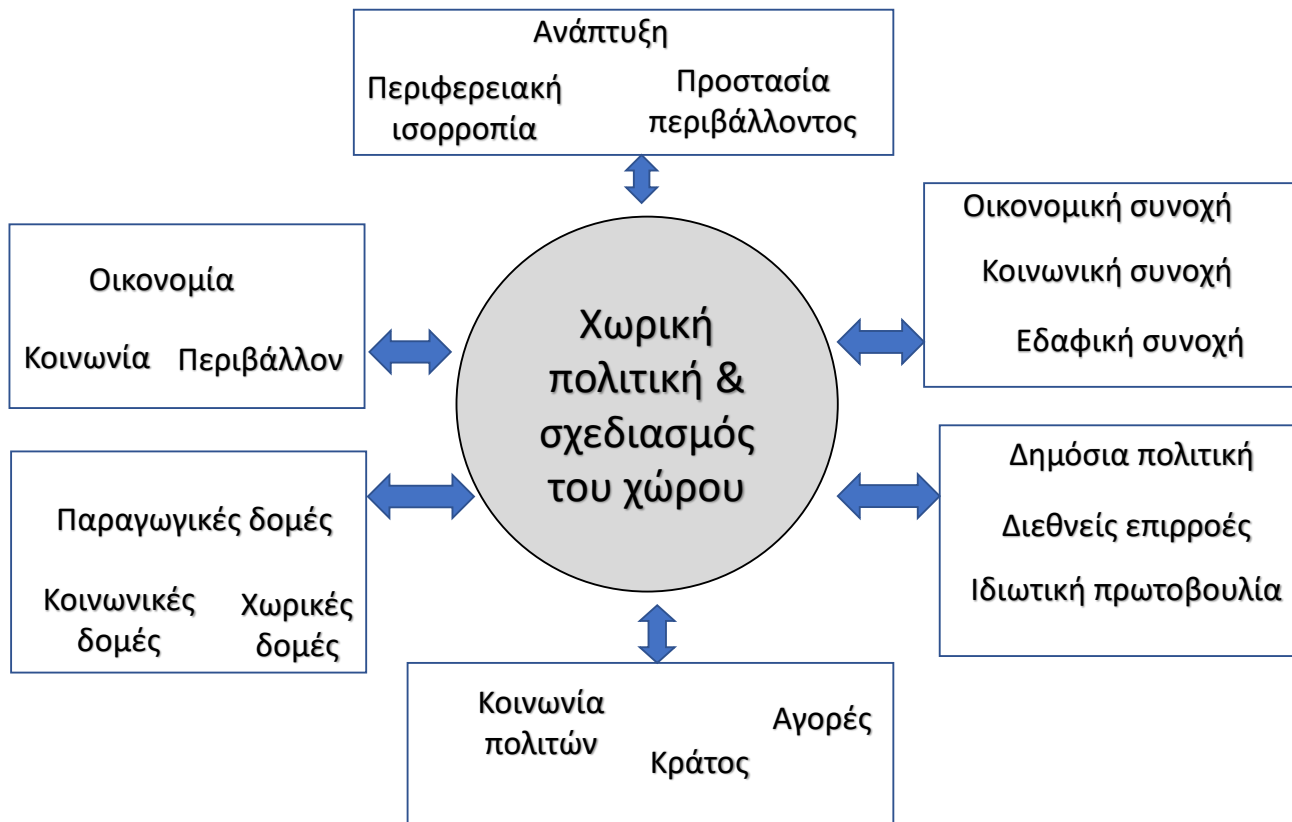 Ανάπτυξη
Περιφερειακή
ισορροπία
Προστασία
περιβάλλοντος
Οικονομία
Κοινωνία
Περιβάλλον
Χωρική
πολιτική &
σχεδιασμός
του χώρου
Οικονομική συνοχή
Κοινωνική συνοχή
Εδαφική συνοχή
Παραγωγικές δομές
Κοινωνικές
δομές
Χωρικές
δομές
Δημόσια πολιτική
Διεθνείς επιρροές
Ιδιωτική πρωτοβουλία
Κοινωνία
πολιτών
Κράτος
Αγορές